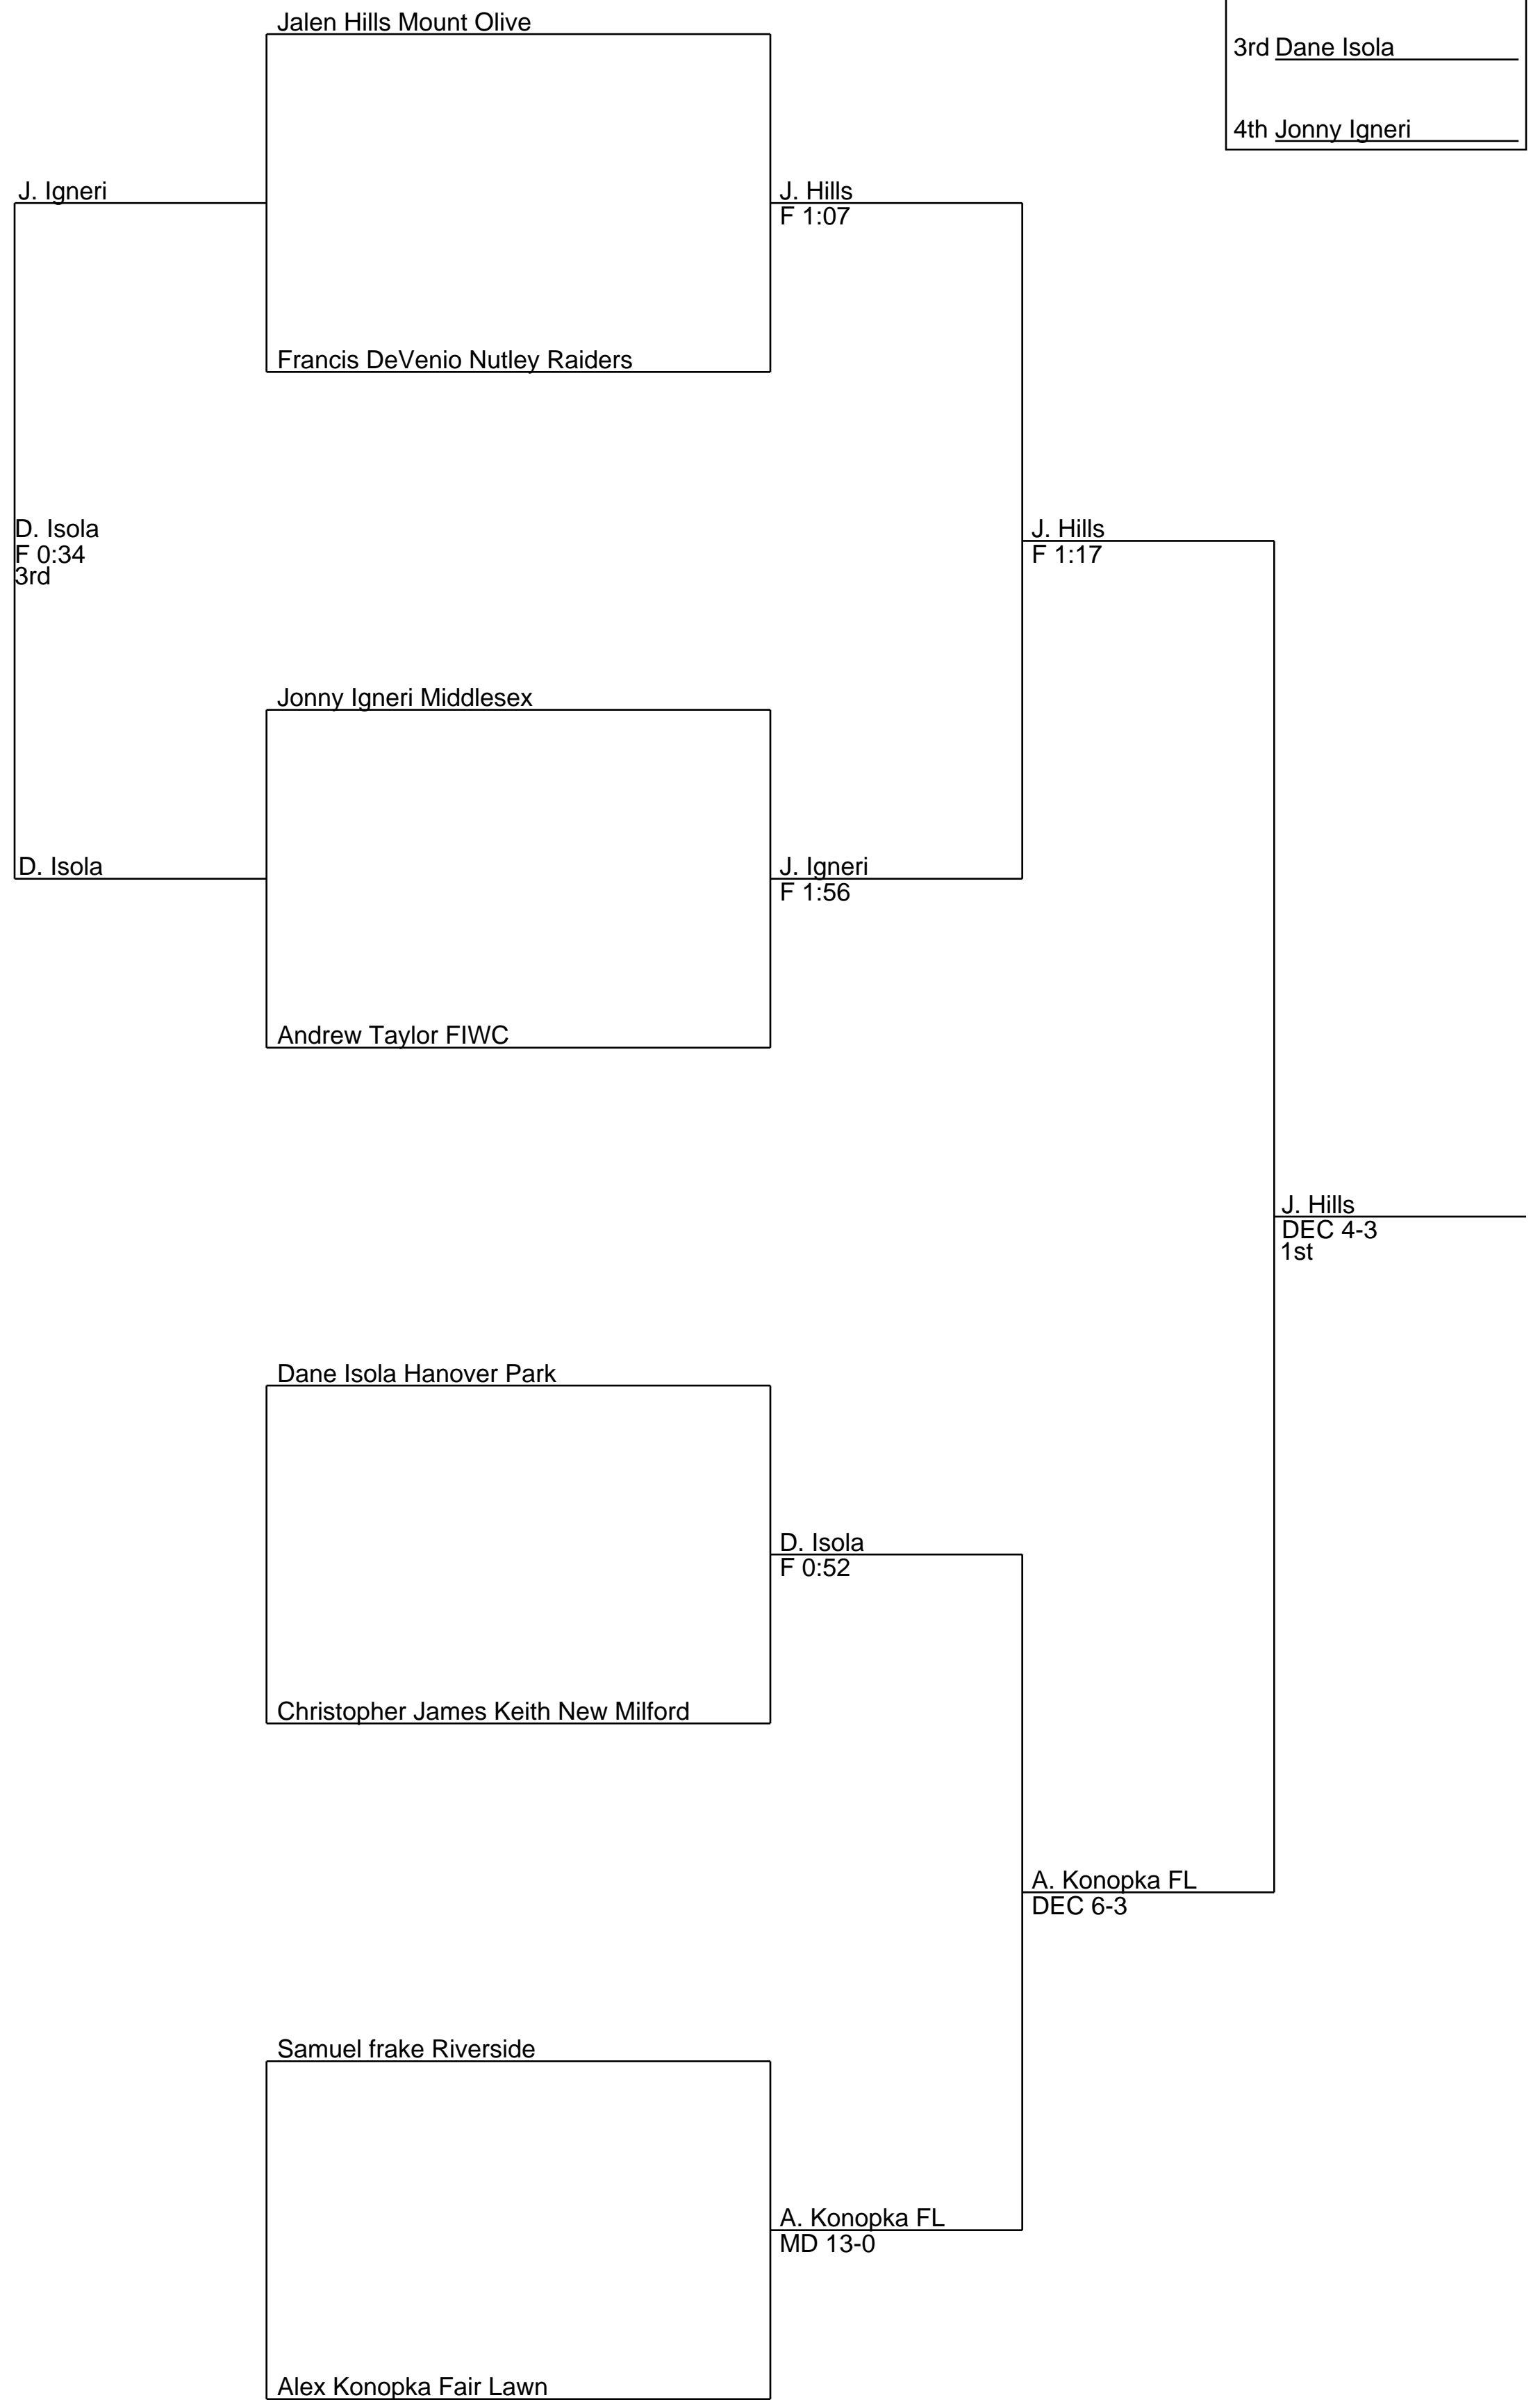 Jalen Hills Mount Olive
3rd Dane Isola
4th Jonny Igneri
J. Igneri
J. Hills
F 1:07
Francis DeVenio Nutley Raiders
D. Isola
F 0:34
3rd
J. Hills
F 1:17
Jonny Igneri Middlesex
D. Isola
J. Igneri
F 1:56
Andrew Taylor FIWC
J. Hills
DEC 4-3
1st
Dane Isola Hanover Park
D. Isola
F 0:52
Christopher James Keith New Milford
A. Konopka FL
DEC 6-3
Samuel frake Riverside
A. Konopka FL
MD 13-0
Alex Konopka Fair Lawn